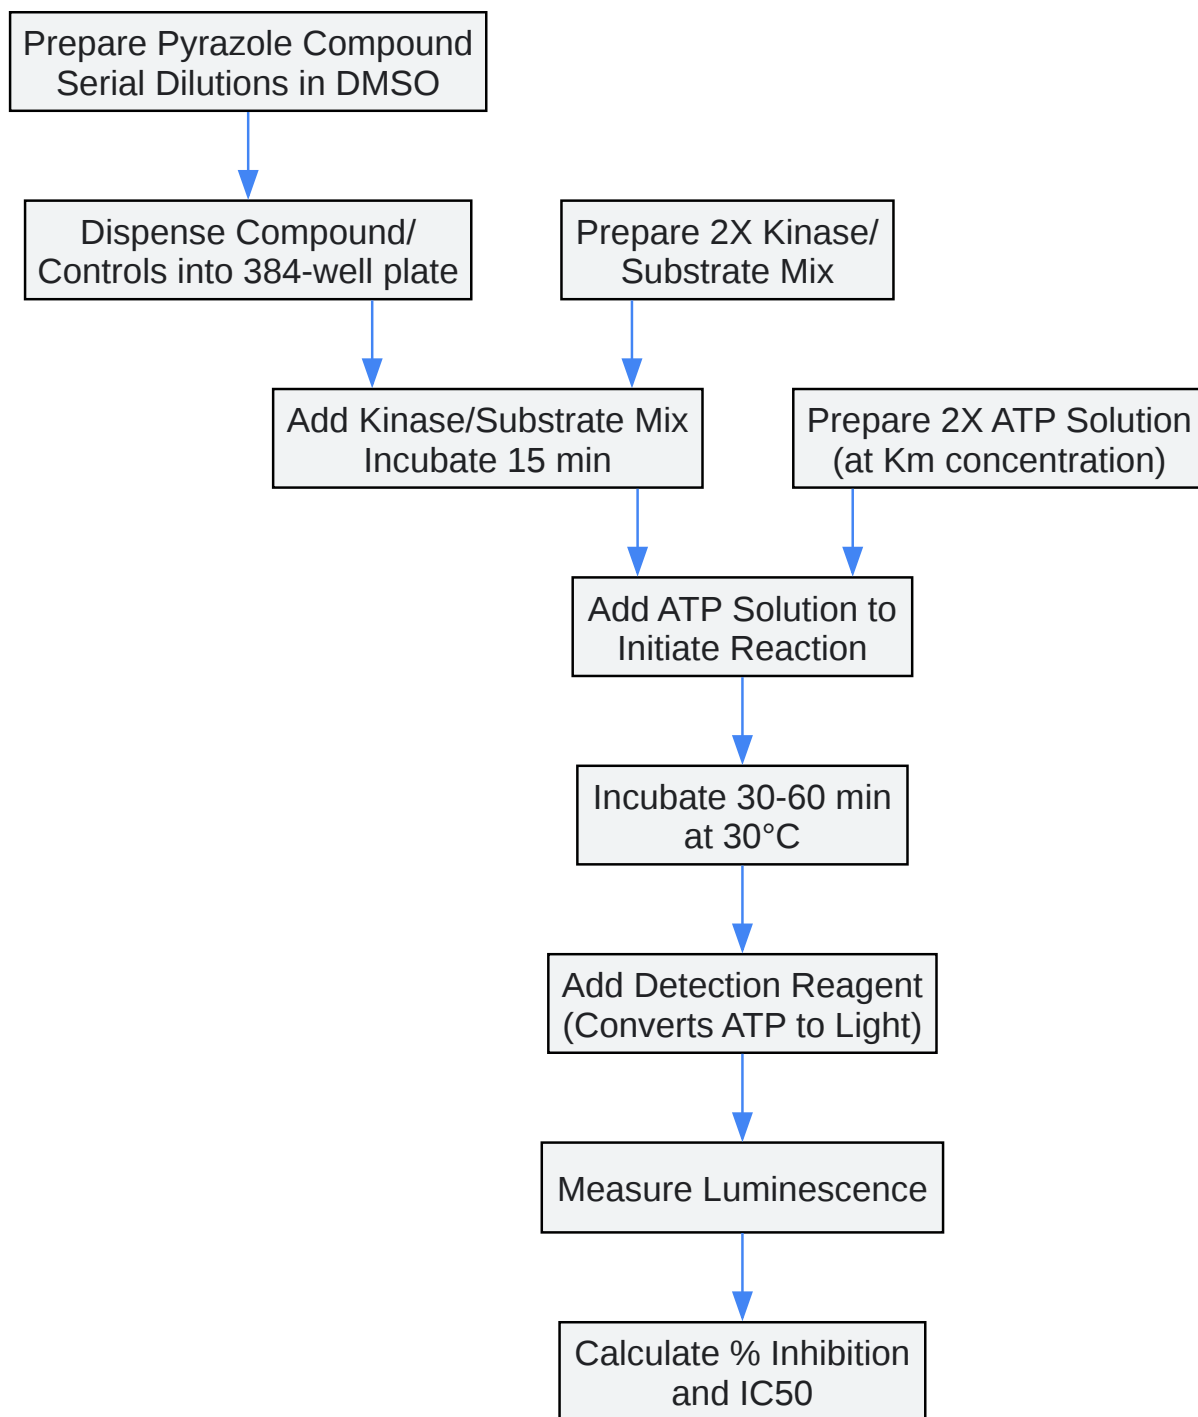 Prepare Pyrazole Compound
Serial Dilutions in DMSO
Dispense Compound/
Controls into 384-well plate
Prepare 2X Kinase/
Substrate Mix
Add Kinase/Substrate Mix
Incubate 15 min
Prepare 2X ATP Solution
(at Km concentration)
Add ATP Solution to
Initiate Reaction
Incubate 30-60 min
at 30°C
Add Detection Reagent
(Converts ATP to Light)
Measure Luminescence
Calculate % Inhibition
and IC50